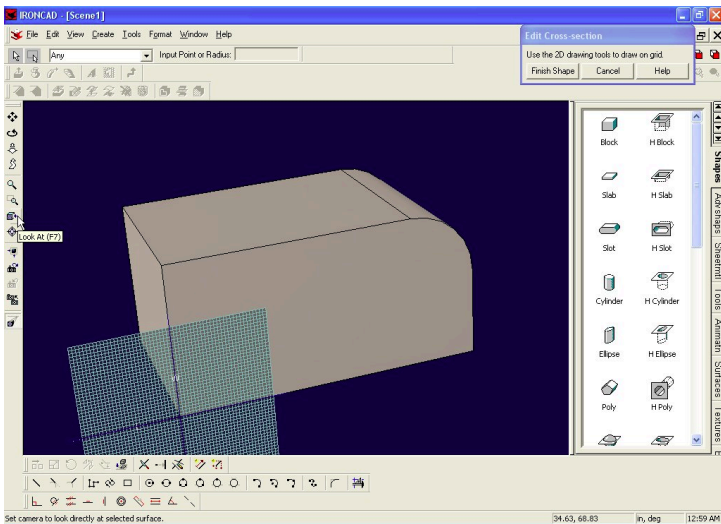 IRONCAD - [Scene1]
File Edit View Create Tools Format Window Help
Any
Input Point or Radius:
Edit Cross-section
Use the 2D drawing tools to draw on grid.
Finish Shape Cancel Help
Look At (F7)
Block H Block
Slab H Slab
Slot H Slot
Cylinder H Cylinder
Ellipse H Ellipse
Poly H Poly
Shapes
Adv shaps
Sheetmtl
Tools
Animatn
Surfaces
Textures
Set camera to look directly at selected surface.
34.63, 68.83 in, deg 12:59 AM